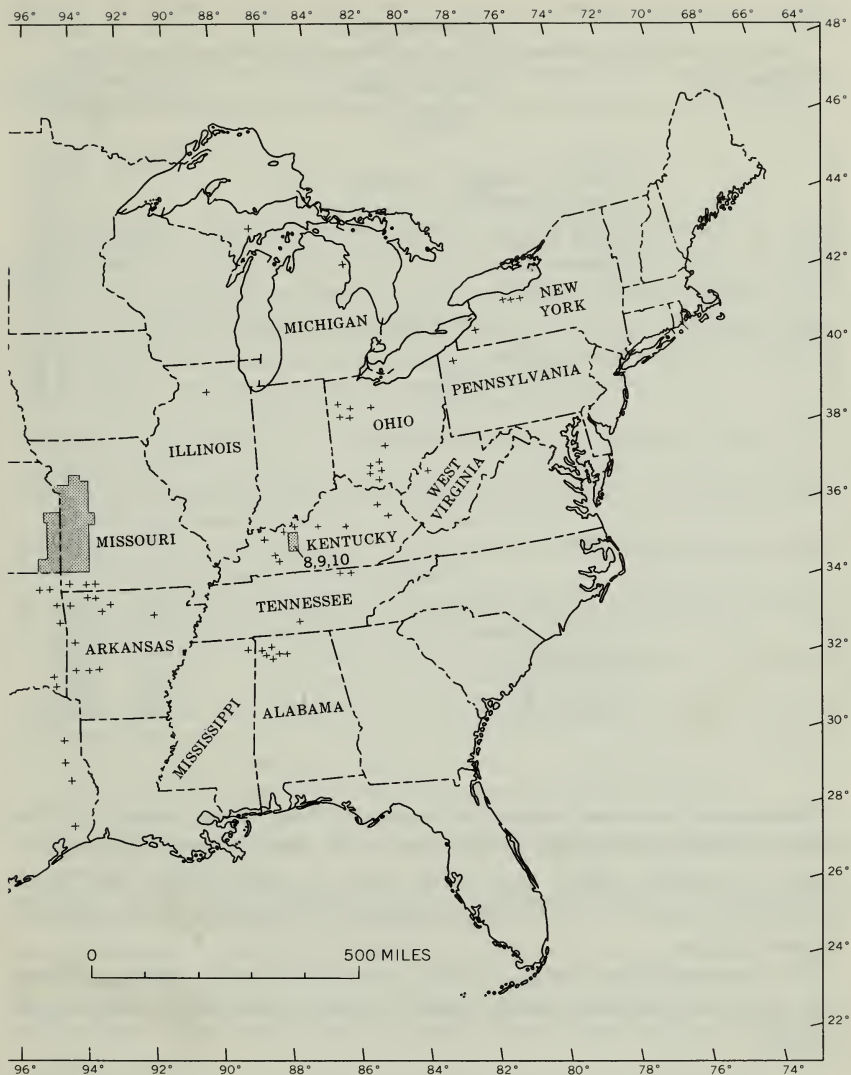 96° 94° 92° 90° 88° 86° 84° 82° 80° 78° 76° 74° 72° 70° 68° 66° 64°
48°
46°
44°
42°
40°
38°
36°
34°
32°
30°
28°
26°
24°
22°
MICHIGAN
NEW
YORK
PENNSYLVANIA
OHIO
ILLINOIS
WEST
VIRGINIA
MISSOURI
KENTUCKY
8,9,10
TENNESSEE
ARKANSAS
MISSISSIPPI
ALABAMA
0 500 MILES
96° 94° 92° 90° 88° 86° 84° 82° 80° 78° 76° 74°